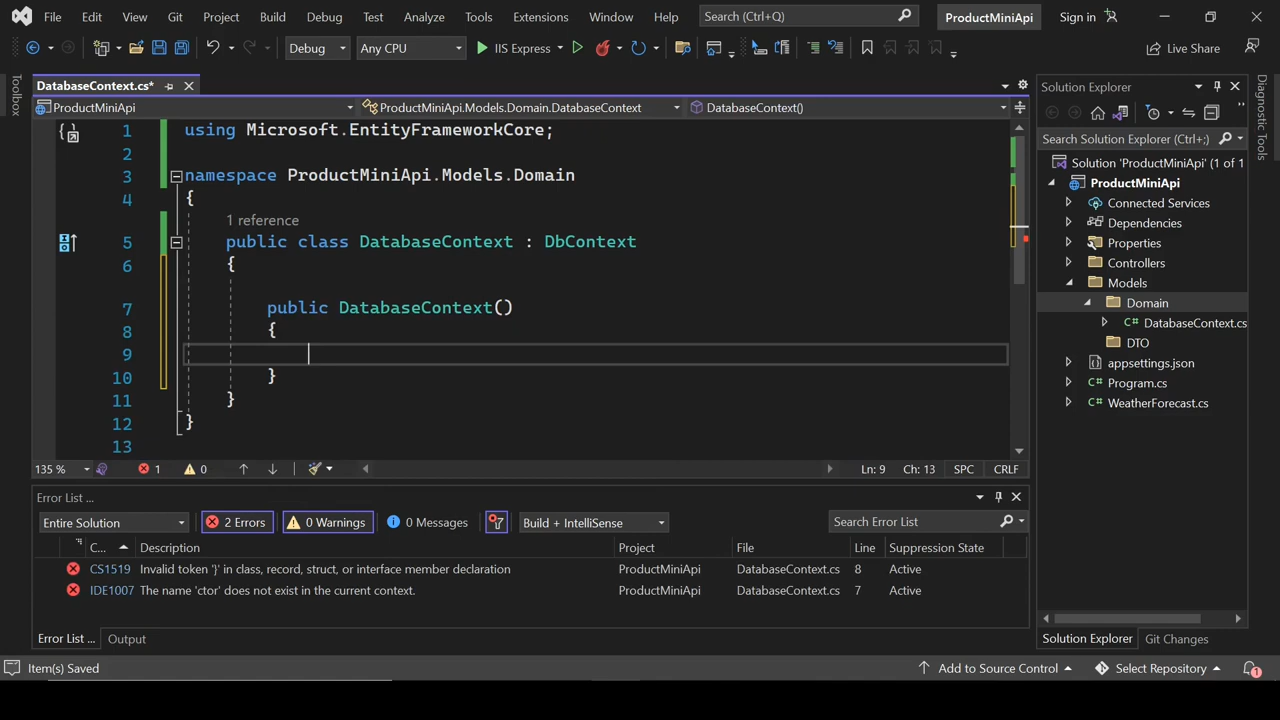 File Edit View Git Project Build Debug Test Analyze Tools Extensions Window Help Search (Ctrl+Q) ProductMiniApi Sign in
Debug Any CPU IIS Express Live Share
Toolbox
DatabaseContext.cs*
ProductMiniApi ProductMiniApi.Models.Domain.DatabaseContext DatabaseContext()
1 using Microsoft.EntityFrameworkCore;
2
3 namespace ProductMiniApi.Models.Domain
4 {
1 reference
5 public class DatabaseContext : DbContext
6 {
7 public DatabaseContext()
8 {
9
10 }
11 }
12 }
13
135 % 1 0 Ln: 9 Ch: 13 SPC CRLF
Error List ...
Entire Solution 2 Errors 0 Warnings 0 Messages Build + IntelliSense Search Error List
C... Description Project File Line Suppression State
CS1519 Invalid token '}' in class, record, struct, or interface member declaration ProductMiniApi DatabaseContext.cs 8 Active
IDE1007 The name 'ctor' does not exist in the current context. ProductMiniApi DatabaseContext.cs 7 Active
Error List ... Output
Solution Explorer
Search Solution Explorer (Ctrl+;)
Solution 'ProductMiniApi' (1 of 1
ProductMiniApi
Connected Services
Dependencies
Properties
Controllers
Models
Domain
C# DatabaseContext.cs
DTO
appsettings.json
C# Program.cs
C# WeatherForecast.cs
Solution Explorer Git Changes
Diagnostic Tools
Item(s) Saved Add to Source Control Select Repository 1